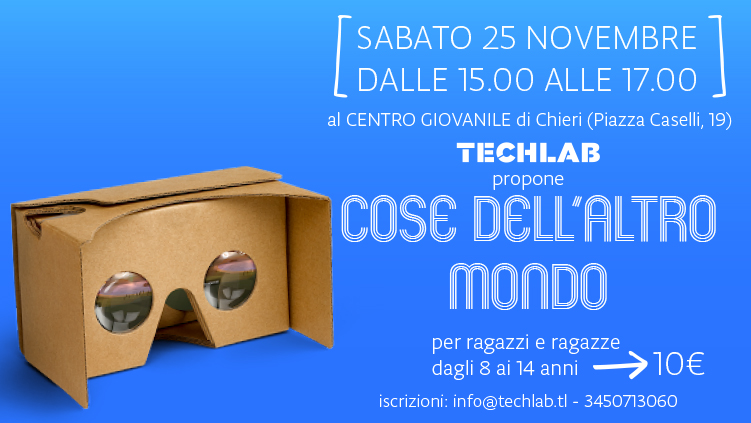 SABATO 25 NOVEMBRE
DALLE 15.00 ALLE 17.00
al CENTRO GIOVANILE di Chieri (Piazza Caselli, 19)
TECHLAB
propone
COSE DELL'ALTRO
MONDO
per ragazzi e ragazze
dagli 8 ai 14 anni → 10€
iscrizioni: info@techlab.tl - 3450713060